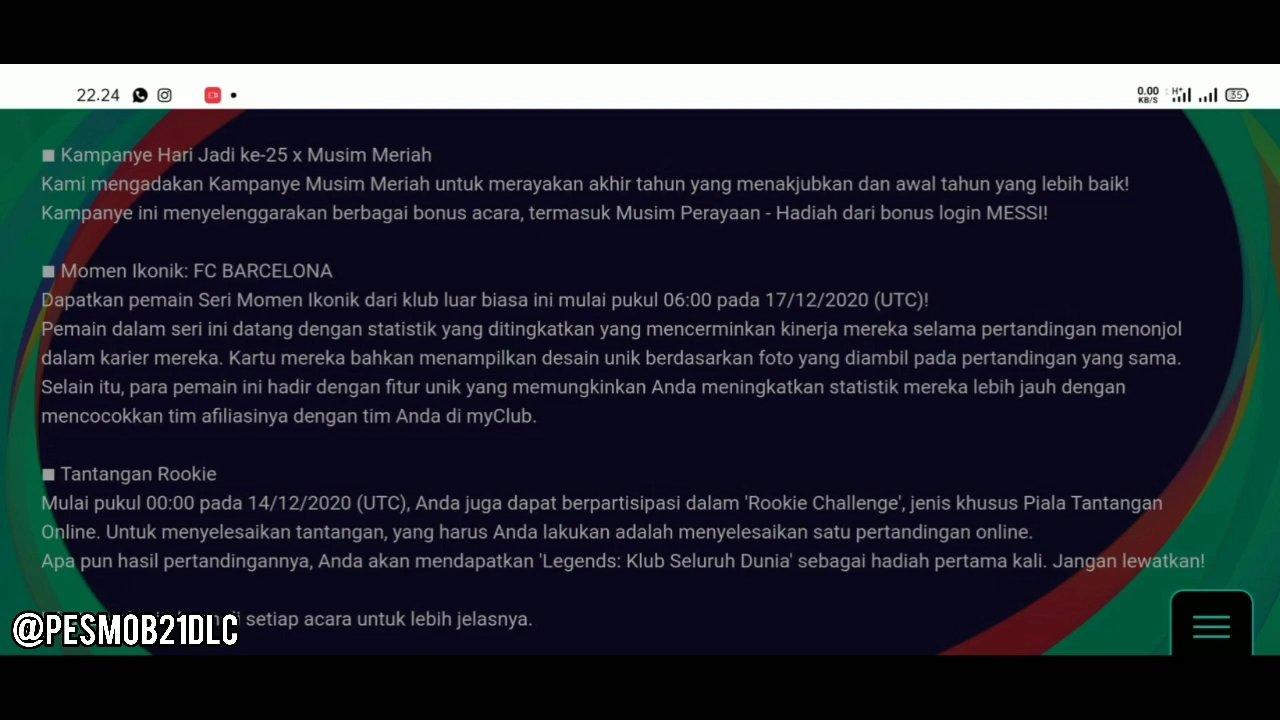 22.24
0.00
KB/S
H+
35
■ Kampanye Hari Jadi ke-25 x Musim Meriah
Kami mengadakan Kampanye Musim Meriah untuk merayakan akhir tahun yang menakjubkan dan awal tahun yang lebih baik!
Kampanye ini menyelenggarakan berbagai bonus acara, termasuk Musim Perayaan - Hadiah dari bonus login MESSI!
■ Momen Ikonik: FC BARCELONA
Dapatkan pemain Seri Momen Ikonik dari klub luar biasa ini mulai pukul 06:00 pada 17/12/2020 (UTC)!
Pemain dalam seri ini datang dengan statistik yang ditingkatkan yang mencerminkan kinerja mereka selama pertandingan menonjol
dalam karier mereka. Kartu mereka bahkan menampilkan desain unik berdasarkan foto yang diambil pada pertandingan yang sama.
Selain itu, para pemain ini hadir dengan fitur unik yang memungkinkan Anda meningkatkan statistik mereka lebih jauh dengan
mencocokkan tim afiliasinya dengan tim Anda di myClub.
■ Tantangan Rookie
Mulai pukul 00:00 pada 14/12/2020 (UTC), Anda juga dapat berpartisipasi dalam 'Rookie Challenge', jenis khusus Piala Tantangan
Online. Untuk menyelesaikan tantangan, yang harus Anda lakukan adalah menyelesaikan satu pertandingan online.
Apa pun hasil pertandingannya, Anda akan mendapatkan 'Legends: Klub Seluruh Dunia' sebagai hadiah pertama kali. Jangan lewatkan!
setiap acara untuk lebih jelasnya.
@PESMOB21DLC